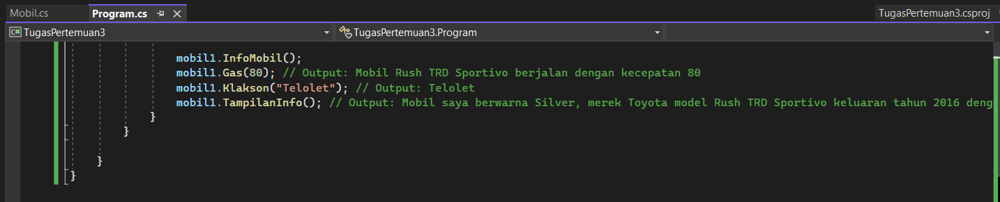 Mobil.cs Program.cs TugasPertemuan3.csproj
C# TugasPertemuan3 TugasPertemuan3.Program
mobil1.InfoMobil();
mobil1.Gas(80); // Output: Mobil Rush TRD Sportivo berjalan dengan kecepatan 80
mobil1.Klakson("Telolet"); // Output: Telolet
mobil1.TampilanInfo(); // Output: Mobil saya berwarna Silver, merek Toyota model Rush TRD Sportivo keluaran tahun 2016 deng
}
}
}
}